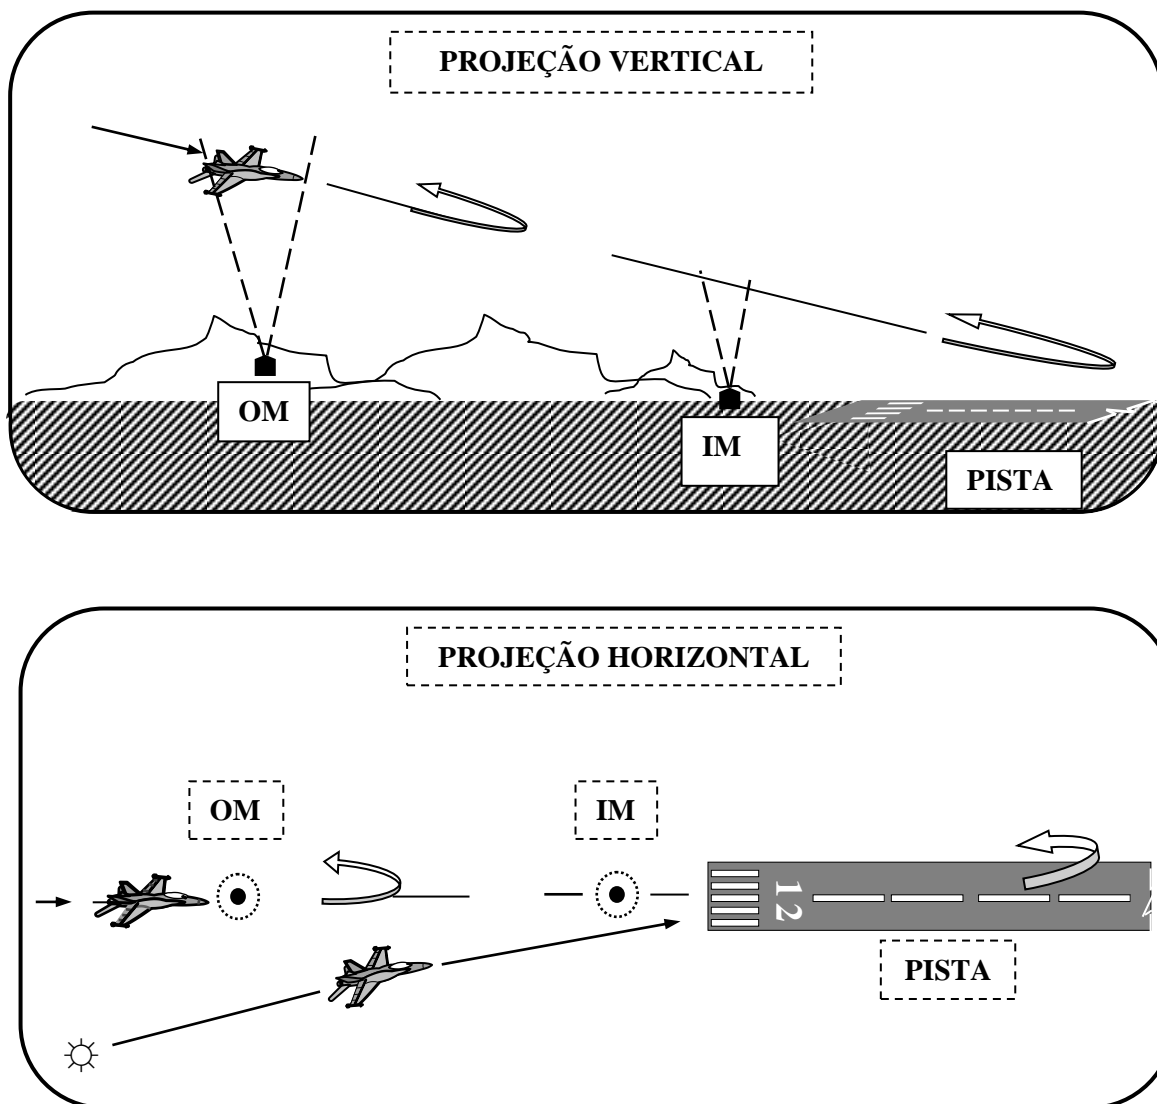 PROJEÇÃO VERTICAL
OM
IM
PISTA
PROJEÇÃO HORIZONTAL
OM
IM
12
PISTA